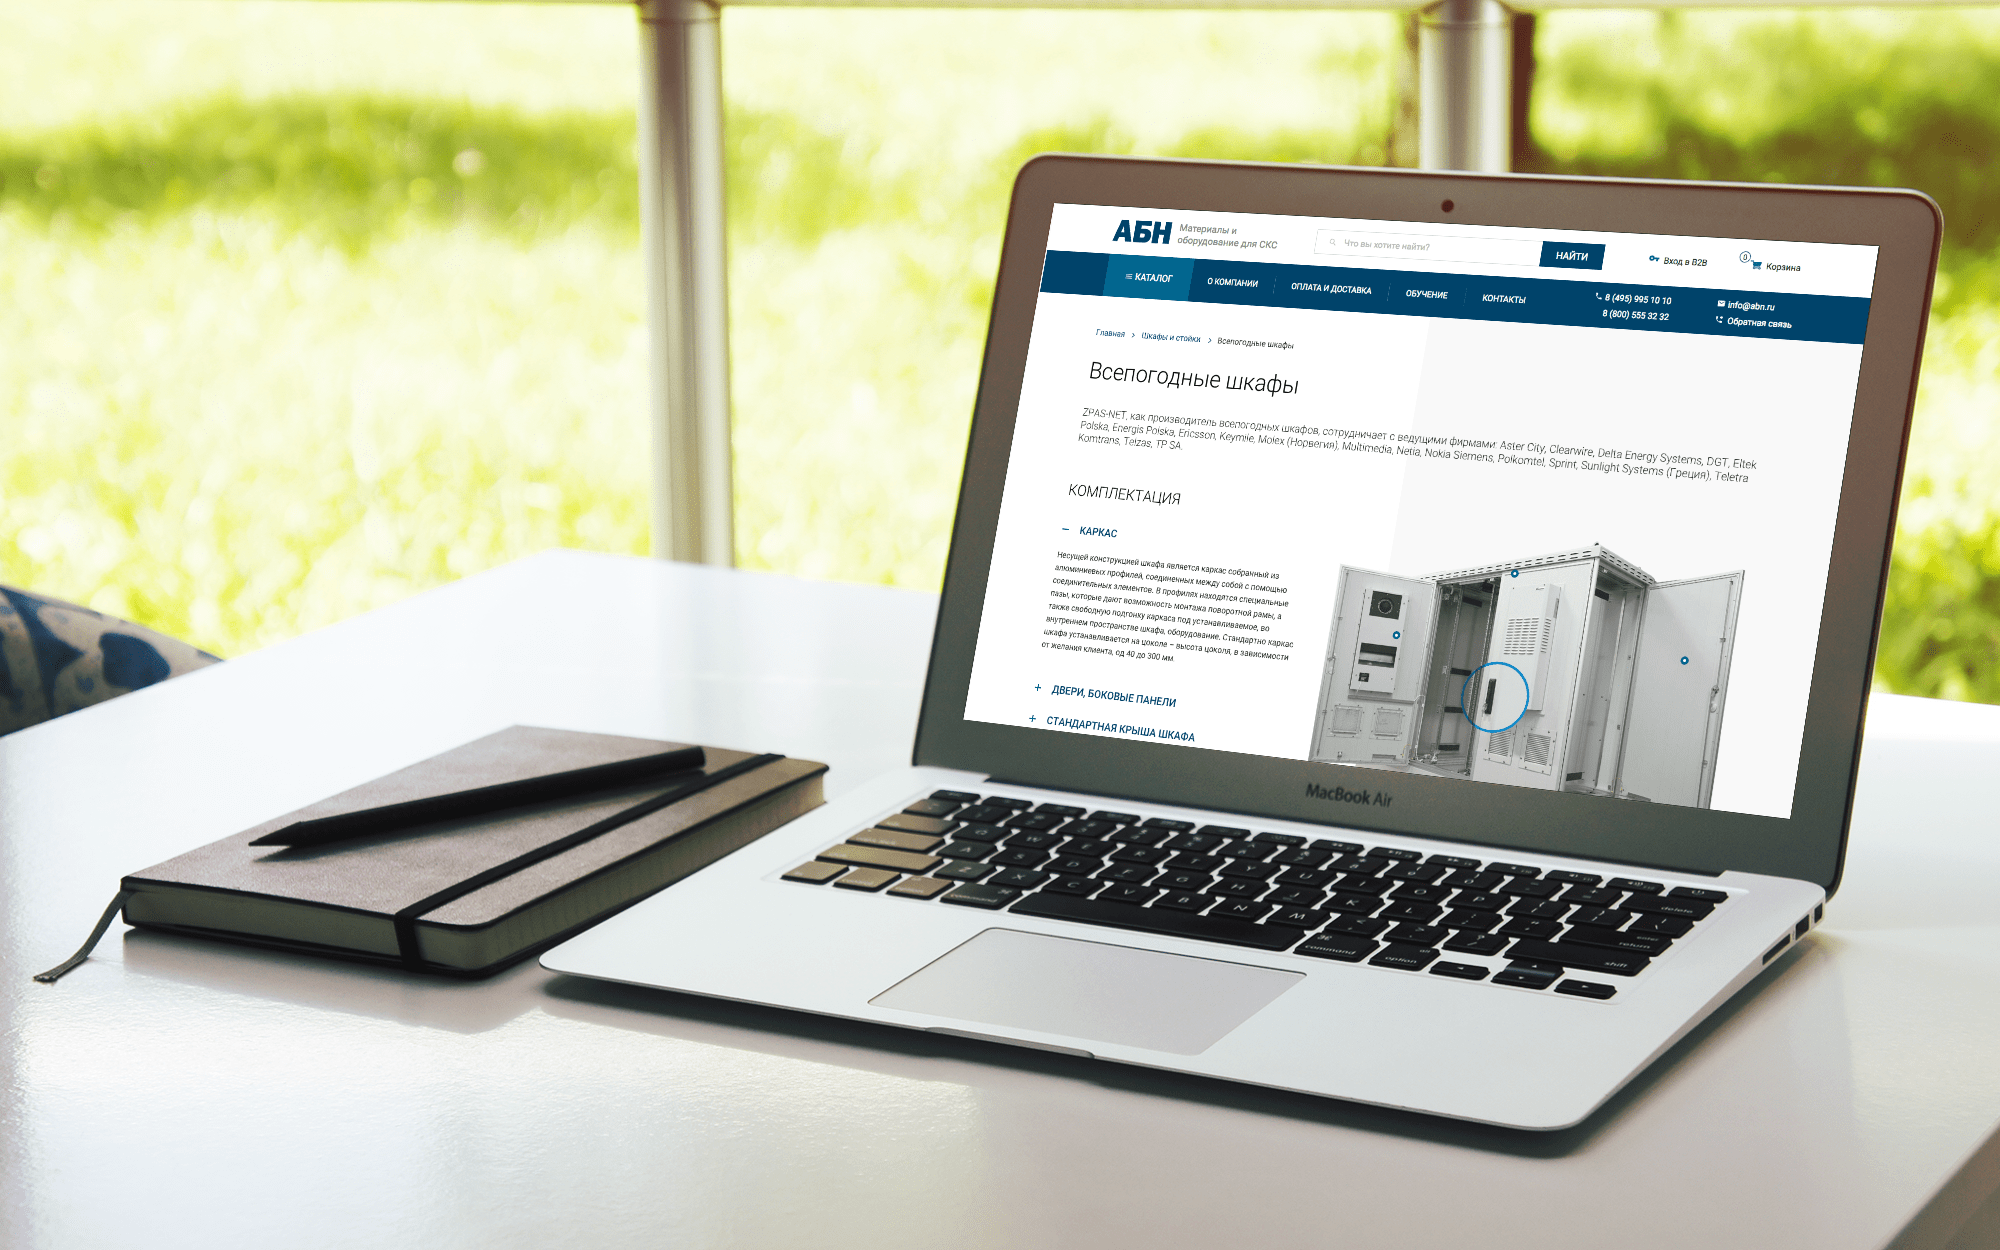 АБН
Материалы и
оборудование для СКС
Что вы хотите найти?
НАЙТИ
Вход в B2B
0
Корзина
КАТАЛОГ
О КОМПАНИИ
ОПЛАТА И ДОСТАВКА
ОБУЧЕНИЕ
КОНТАКТЫ
8 (495) 995 10 10
8 (800) 555 32 32
info@abn.ru
Обратная связь
Главная > Шкафы и стойки > Всепогодные шкафы
Всепогодные шкафы
ZPAS-NET, как производитель всепогодных шкафов, сотрудничает с ведущими фирмами: Aster City, Clearwire, Delta Energy Systems, DGT, Eltek
Polska, Energis Polska, Ericsson, Keymile, Molex (Норвегия), Multimedia, Netia, Nokia Siemens, Polkomtel, Sprint, Sunlight Systems (Греция), Teletra
Komtrans, Telzas, TP SA.
КОМПЛЕКТАЦИЯ
− КАРКАС
Несущей конструкцией шкафа является каркас собранный из
алюминиевых профилей, соединенных между собой с помощью
соединительных элементов. В профилях находятся специальные
пазы, которые дают возможность монтажа поворотной рамы, а
также свободную подгонку каркаса под устанавливаемое, во
внутреннем пространстве шкафа, оборудование. Стандартно каркас
шкафа устанавливается на цоколе – высота цоколя, в зависимости
от желания клиента, од 40 до 300 мм.
+ ДВЕРИ, БОКОВЫЕ ПАНЕЛИ
+ СТАНДАРТНАЯ КРЫША ШКАФА
MacBook Air
delete
return
shift
command
option
command